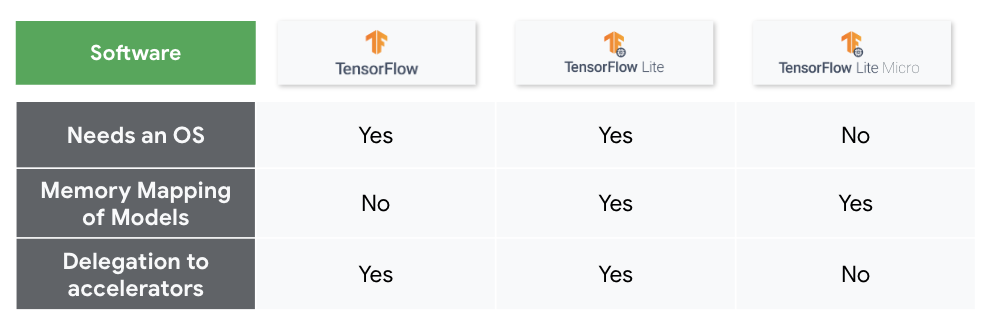 Software
TensorFlow
TensorFlow Lite
TensorFlow Lite Micro
Needs an OS
Yes
Yes
No
Memory Mapping
of Models
No
Yes
Yes
Delegation to
accelerators
Yes
Yes
No